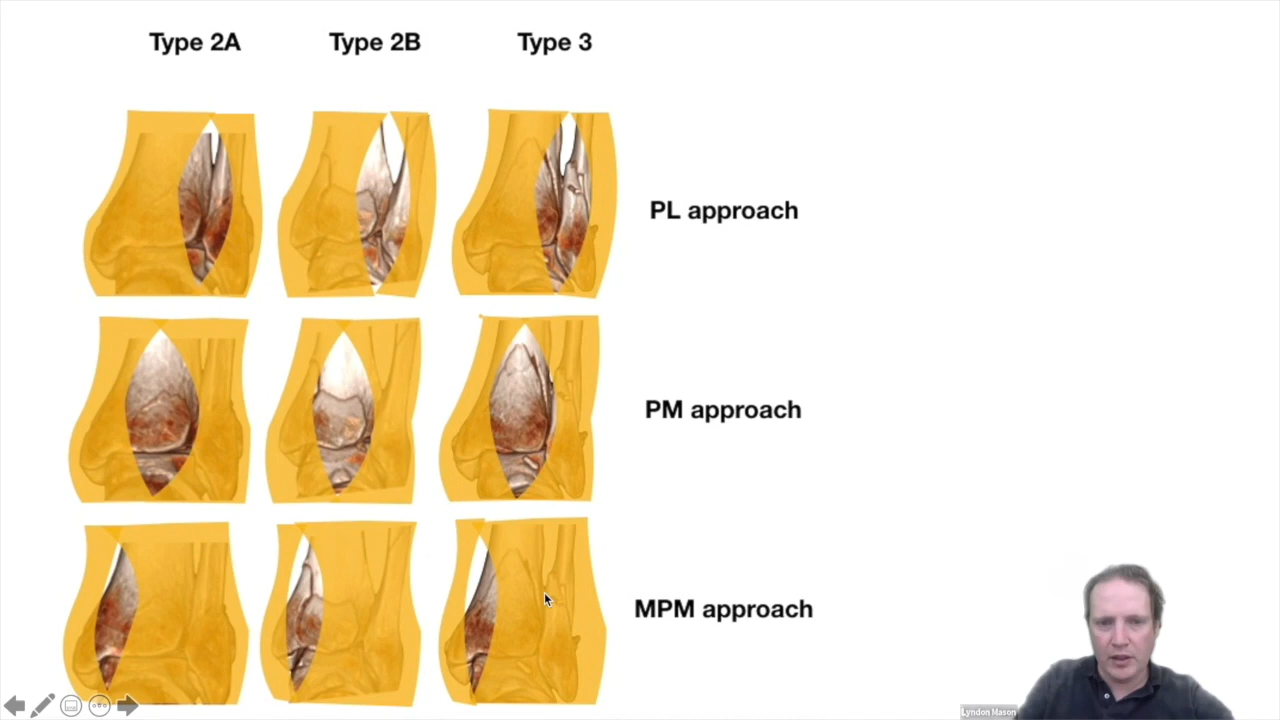 Type 2A Type 2B Type 3
PL approach
PM approach
MPM approach
Lyndon Mason